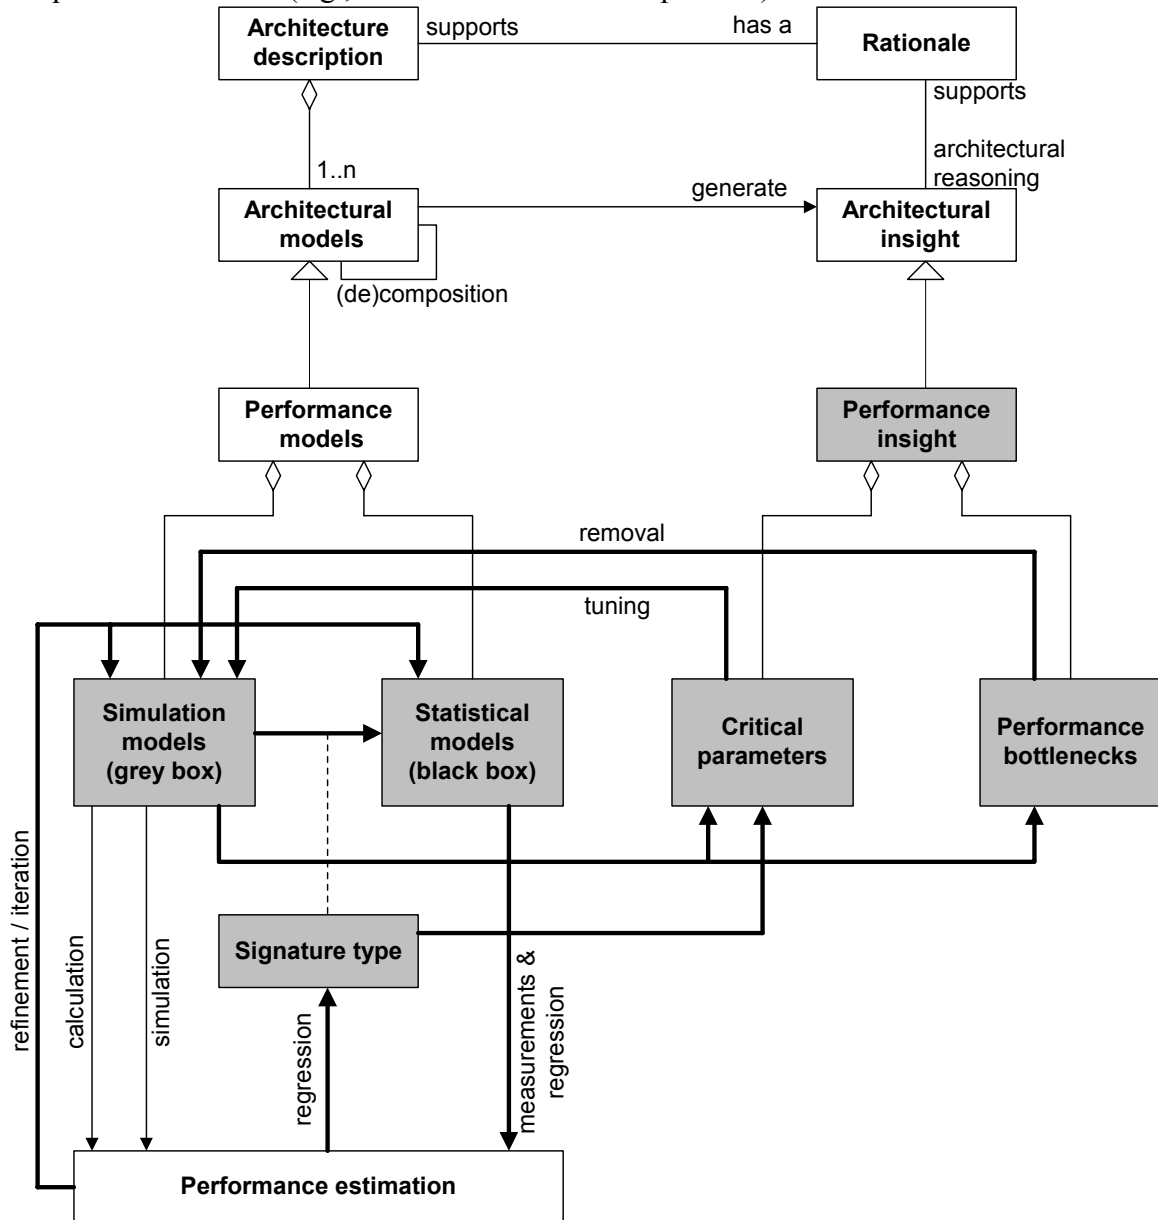 Architecture
description
supports
has a
Rationale
supports
1..n
architectural
reasoning
Architectural
models
generate
Architectural
insight
(de)composition
Performance
models
Performance
insight
removal
tuning
Simulation
models
(grey box)
Statistical
models
(black box)
Critical
parameters
Performance
bottlenecks
refinement / iteration
calculation
simulation
Signature type
regression
measurements &
regression
Performance estimation